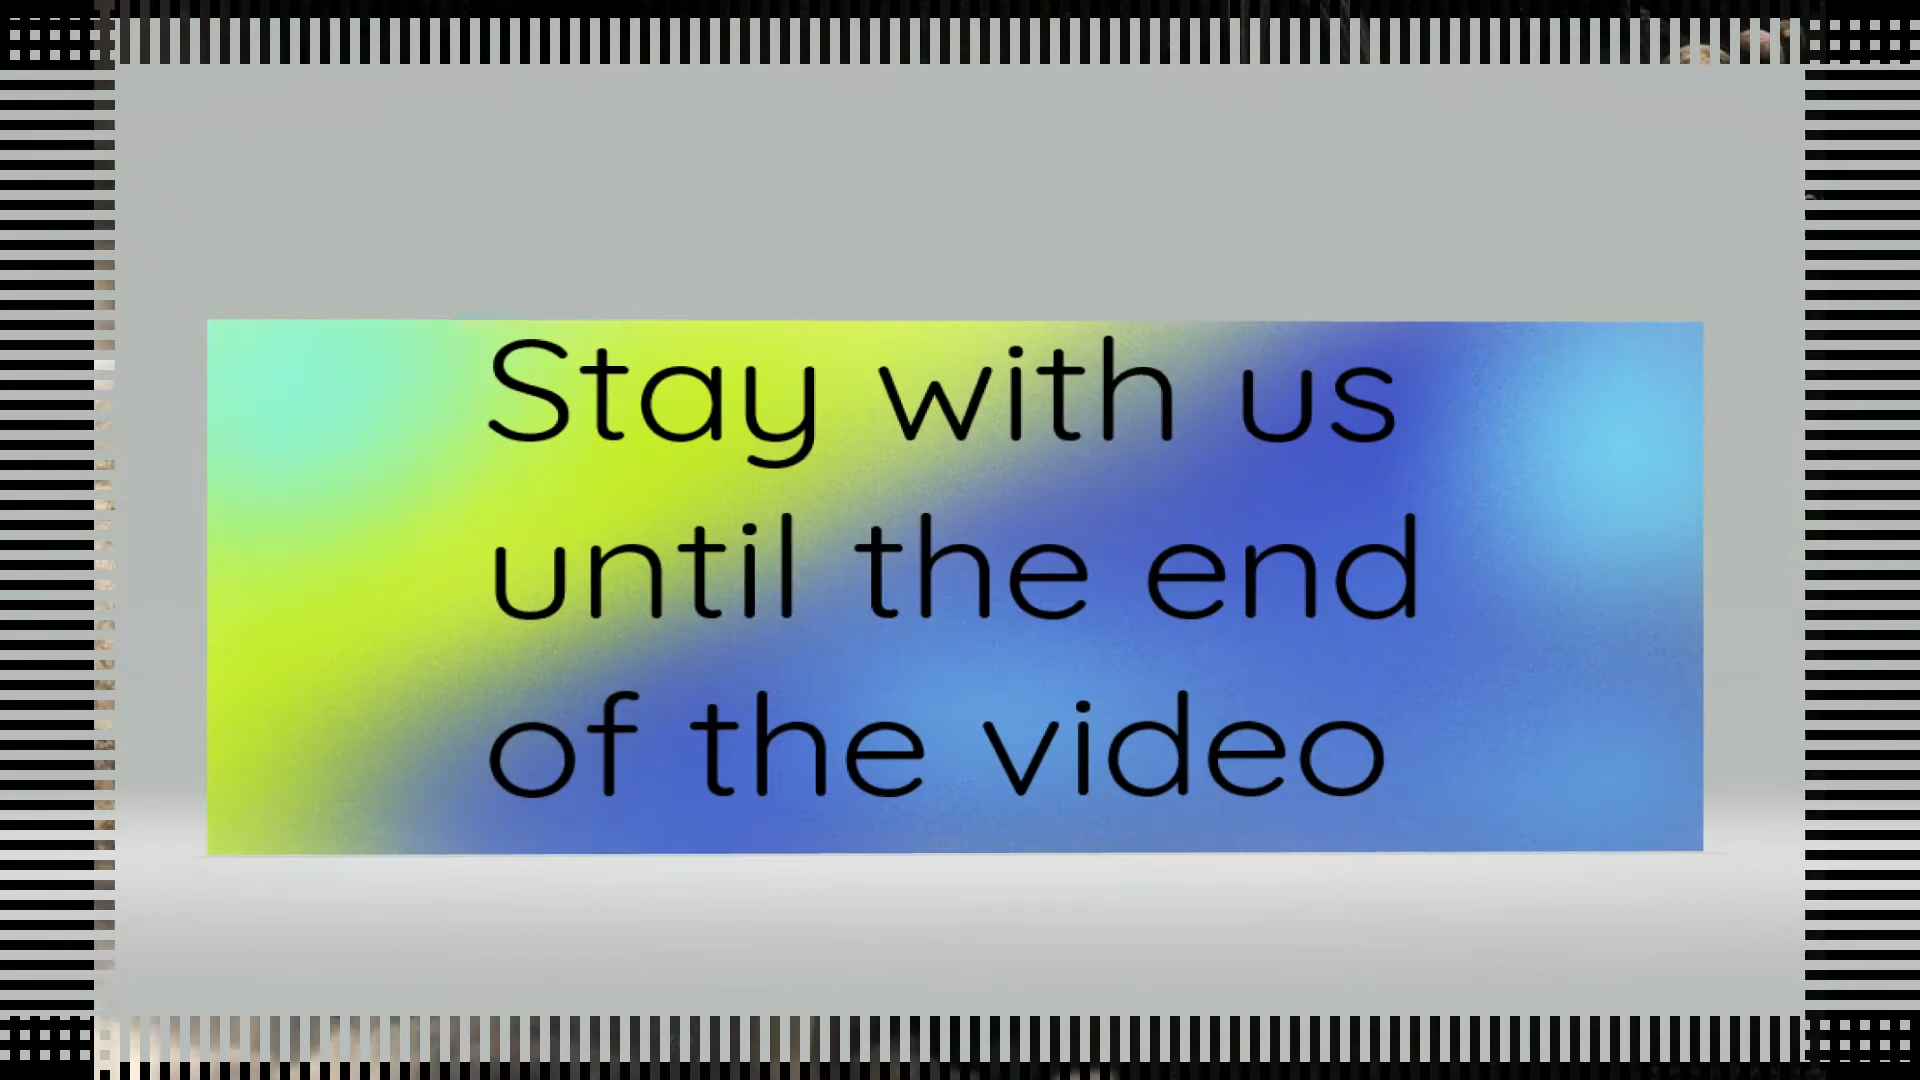 Stay with us
until the end
of the video